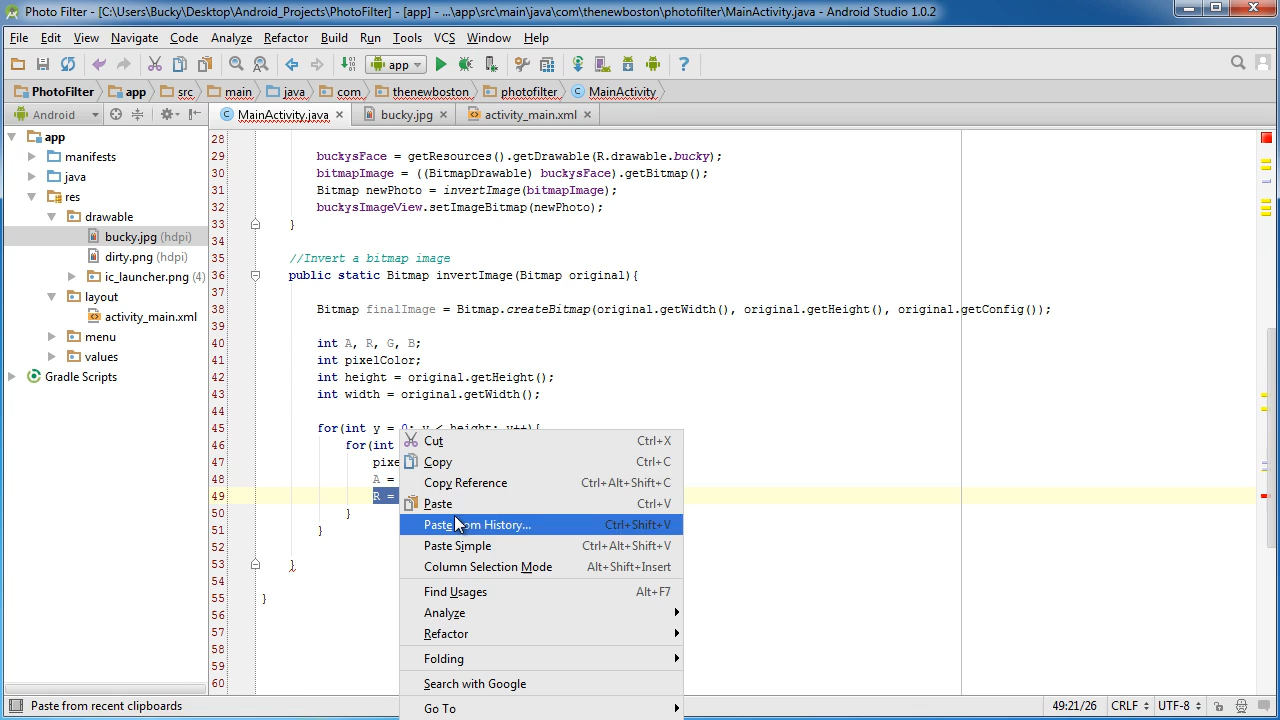 Photo Filter - [C:\Users\Bucky\Desktop\Android_Projects\PhotoFilter] - [app] - ...\app\src\main\java\com\thenewboston\photofilter\MainActivity.java - Android Studio 1.0.2
File Edit View Navigate Code Analyze Refactor Build Run Tools VCS Window Help
app
PhotoFilter app src main java com thenewboston photofilter MainActivity
Android MainActivity.java bucky.jpg activity_main.xml
app
manifests
java
res
drawable
bucky.jpg (hdpi)
dirty.png (hdpi)
ic_launcher.png (4)
layout
activity_main.xml
menu
values
Gradle Scripts
28
29 buckysFace = getResources().getDrawable(R.drawable.bucky);
30 bitmapImage = ((BitmapDrawable) buckysFace).getBitmap();
31 Bitmap newPhoto = invertImage(bitmapImage);
32 buckysImageView.setImageBitmap(newPhoto);
33 }
34
35 //Invert a bitmap image
36 public static Bitmap invertImage(Bitmap original){
37
38 Bitmap finalImage = Bitmap.createBitmap(original.getWidth(), original.getHeight(), original.getConfig());
39
40 int A, R, G, B;
41 int pixelColor;
42 int height = original.getHeight();
43 int width = original.getWidth();
44
45 for(int y = 0; y < height; y++){
46 for(int
47 pixe
48 A =
49 R =
50 }
51 }
52
53 }
54
55 }
56
57
58
59
60
Cut Ctrl+X
Copy Ctrl+C
Copy Reference Ctrl+Alt+Shift+C
Paste Ctrl+V
Paste from History... Ctrl+Shift+V
Paste Simple Ctrl+Alt+Shift+V
Column Selection Mode Alt+Shift+Insert
Find Usages Alt+F7
Analyze
Refactor
Folding
Search with Google
Go To
Paste from recent clipboards 49:21/26 CRLF UTF-8